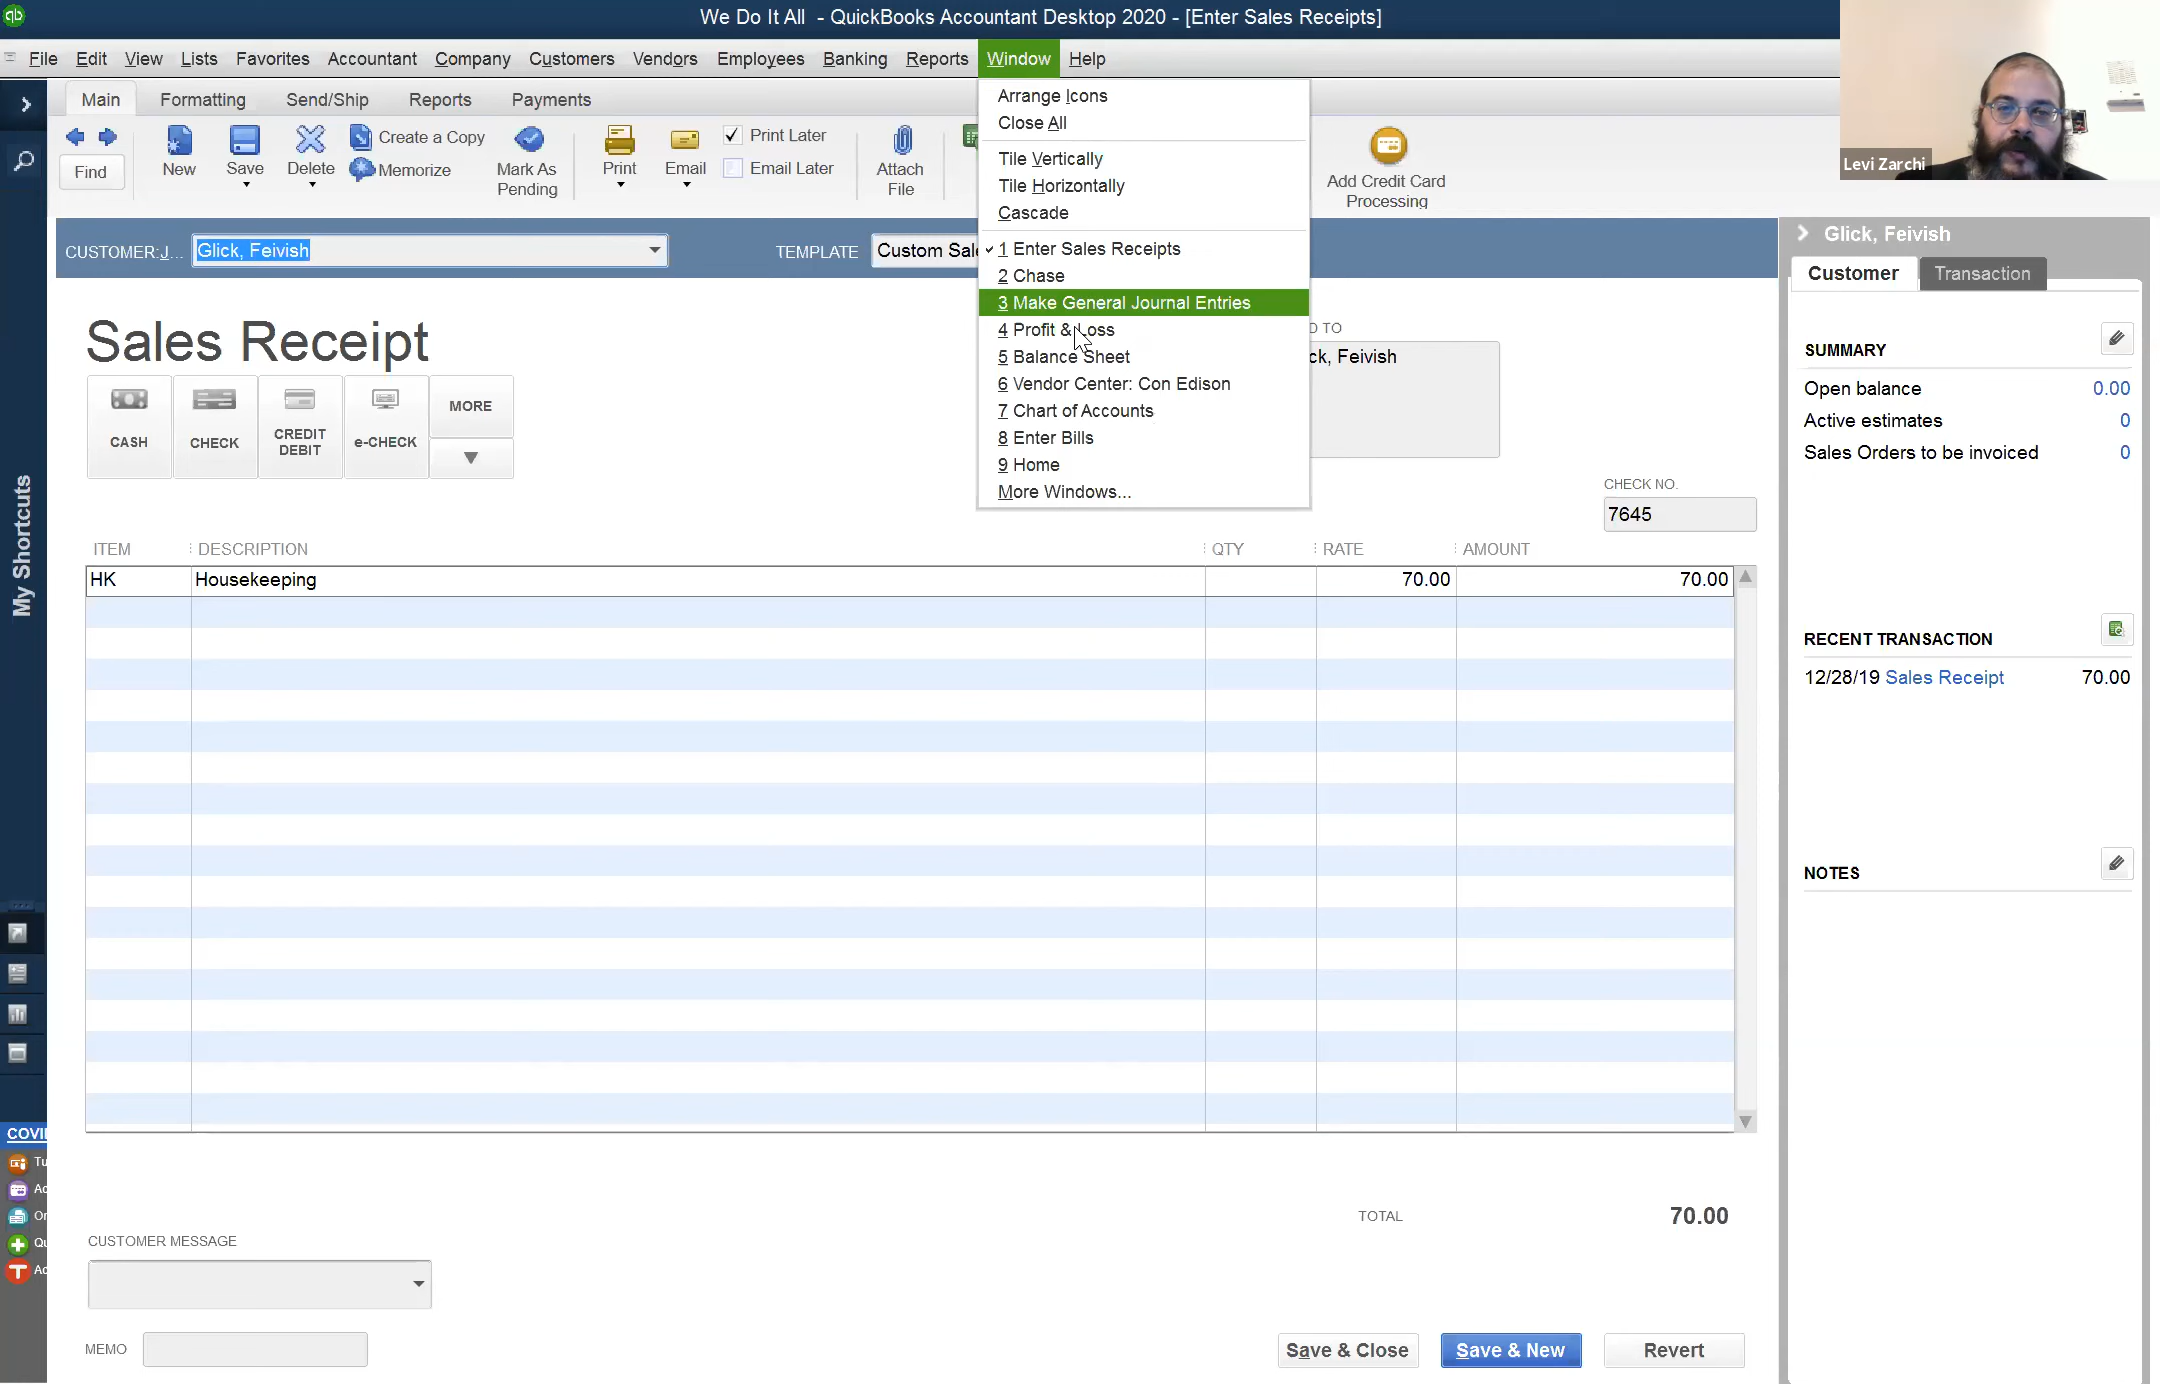 We Do It All  - QuickBooks Accountant Desktop 2020 - [Enter Sales Receipts]
File Edit View Lists Favorites Accountant Company Customers Vendors Employees Banking Reports Window Help
Main Formatting Send/Ship Reports Payments
Find
New
Save
Delete
Create a Copy
Memorize
Mark As
Pending
Print
Email
Print Later
Email Later
Attach
File
Add Credit Card
Processing
Levi Zarchi
Arrange Icons
Close All
Tile Vertically
Tile Horizontally
Cascade
1 Enter Sales Receipts
2 Chase
3 Make General Journal Entries
4 Profit & Loss
5 Balance Sheet
6 Vendor Center: Con Edison
7 Chart of Accounts
8 Enter Bills
9 Home
More Windows...
CUSTOMER:J... Glick, Feivish
TEMPLATE Custom Sale
Sales Receipt
CASH
CHECK
CREDIT
DEBIT
e-CHECK
MORE
D TO
ck, Feivish
CHECK NO.
7645
ITEM DESCRIPTION QTY RATE AMOUNT
HK Housekeeping 70.00 70.00
TOTAL 70.00
CUSTOMER MESSAGE
MEMO
Save & Close Save & New Revert
My Shortcuts
COVI
Tu
Ac
Or
Qu
Ac
Glick, Feivish
Customer Transaction
SUMMARY
Open balance 0.00
Active estimates 0
Sales Orders to be invoiced 0
RECENT TRANSACTION
12/28/19 Sales Receipt 70.00
NOTES